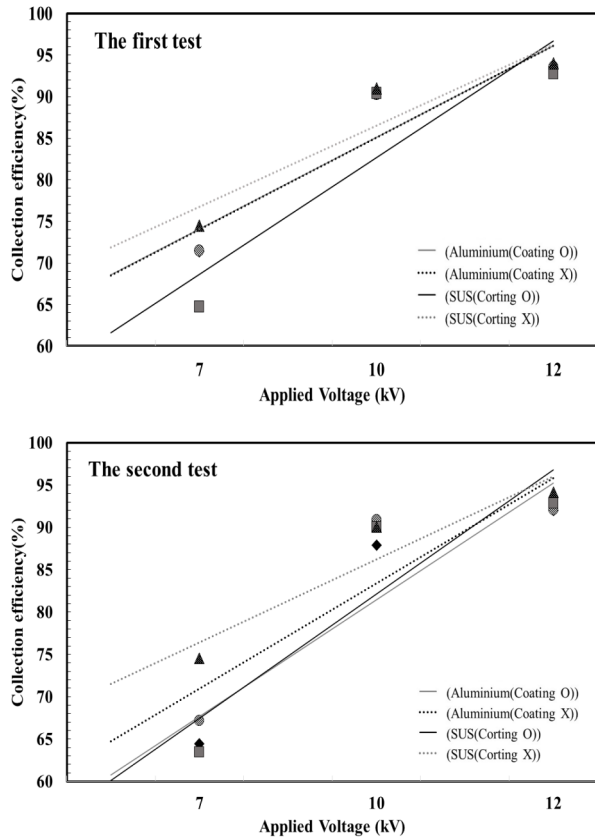 The first test
Collection efficiency(%)
100
95
90
85
80
75
70
65
60
7
10
12
Applied Voltage (kV)
(Aluminium(Coating O))
(Aluminium(Coating X))
(SUS(Corting O))
(SUS(Corting X))
The second test
Collection efficiency(%)
100
95
90
85
80
75
70
65
60
7
10
12
Applied Voltage (kV)
(Aluminium(Coating O))
(Aluminium(Coating X))
(SUS(Corting O))
(SUS(Corting X))